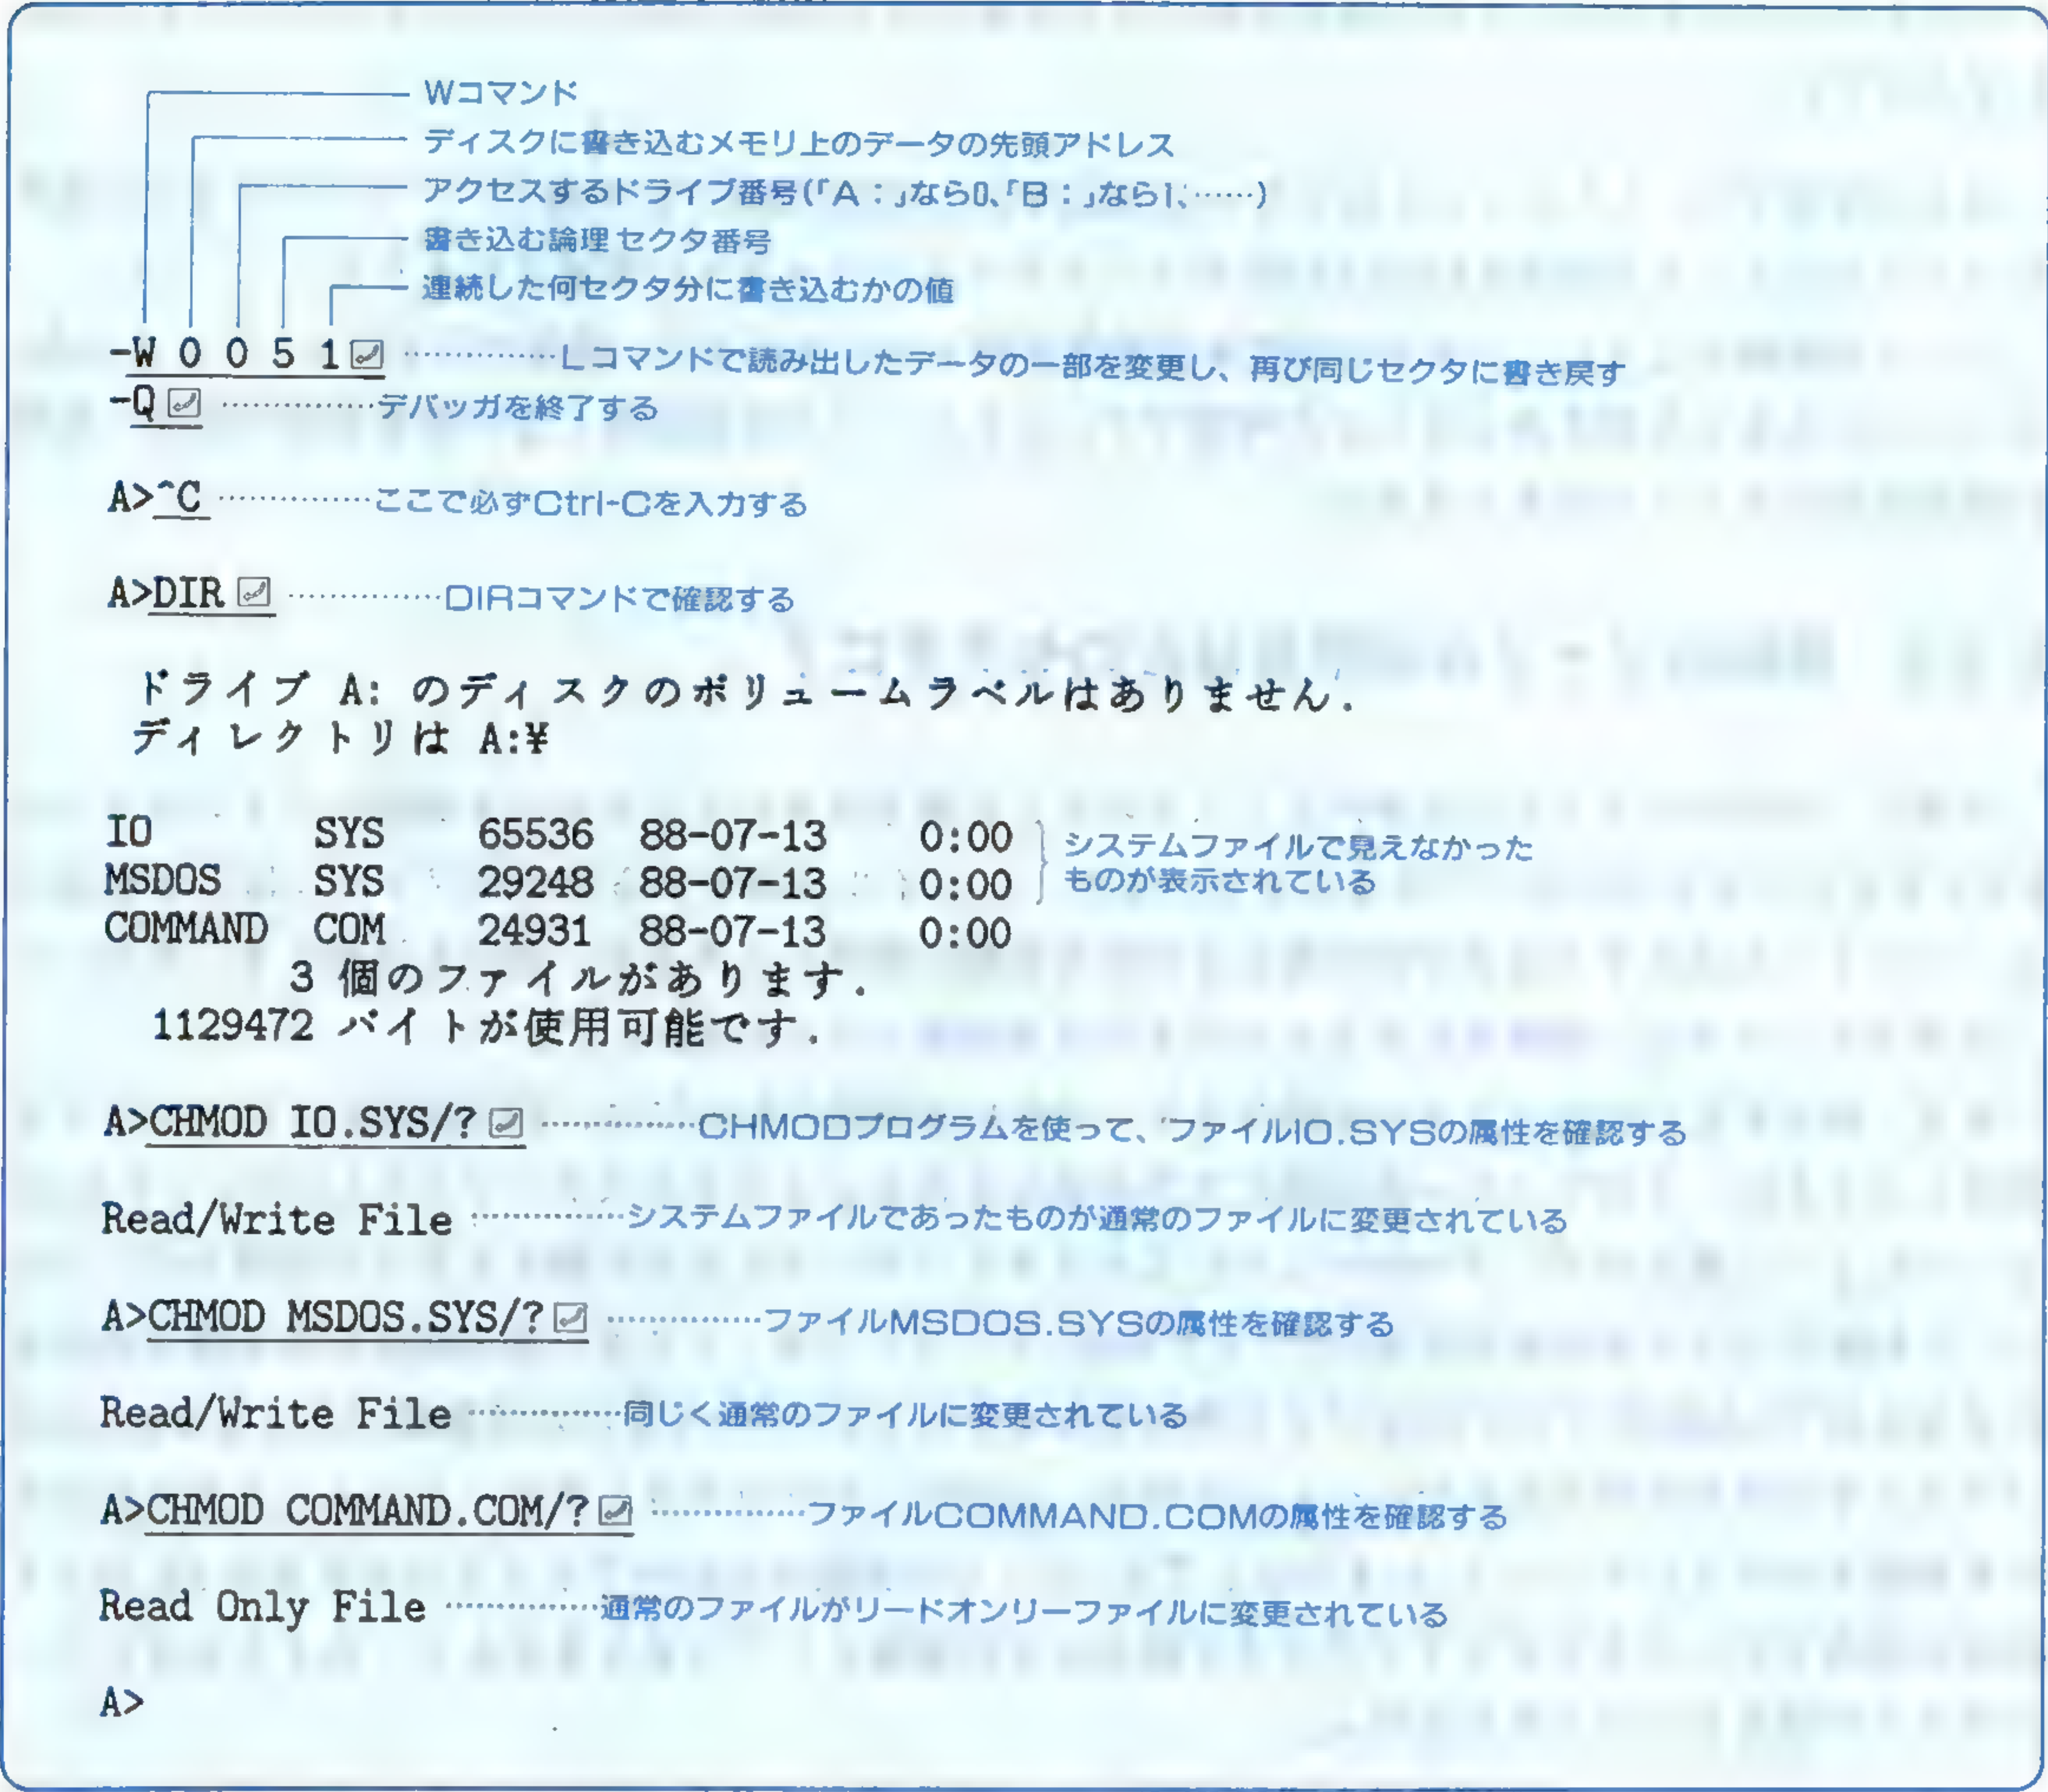 Wコマンド
ディスクに書き込むメモリ上のデータの先頭アドレス
アクセスするドライブ番号(「A：」なら0、「B：」なら1、……)
書き込む論理セクタ番号
連続した何セクタ分に書き込むかの値
-W 0 0 5 1 ……………Lコマンドで読み出したデータの一部を変更し、再び同じセクタに書き戻す
-Q ……………デバッガを終了する
A>^C ……………ここで必ずCtrl-Cを入力する
A>DIR ……………DIRコマンドで確認する
ドライブ A: のディスクのボリュームラベルはありません．
ディレクトリは A:¥
IO SYS 65536 88-07-13 0:00 システムファイルで見えなかった
MSDOS SYS 29248 88-07-13 0:00 ものが表示されている
COMMAND COM 24931 88-07-13 0:00
3 個のファイルがあります．
1129472 バイトが使用可能です．
A>CHMOD IO.SYS/? ……………CHMODプログラムを使って、ファイルIO.SYSの属性を確認する
Read/Write File ……………システムファイルであったものが通常のファイルに変更されている
A>CHMOD MSDOS.SYS/? ……………ファイルMSDOS.SYSの属性を確認する
Read/Write File ……………同じく通常のファイルに変更されている
A>CHMOD COMMAND.COM/? ……………ファイルCOMMAND.COMの属性を確認する
Read Only File ……………通常のファイルがリードオンリーファイルに変更されている
A>